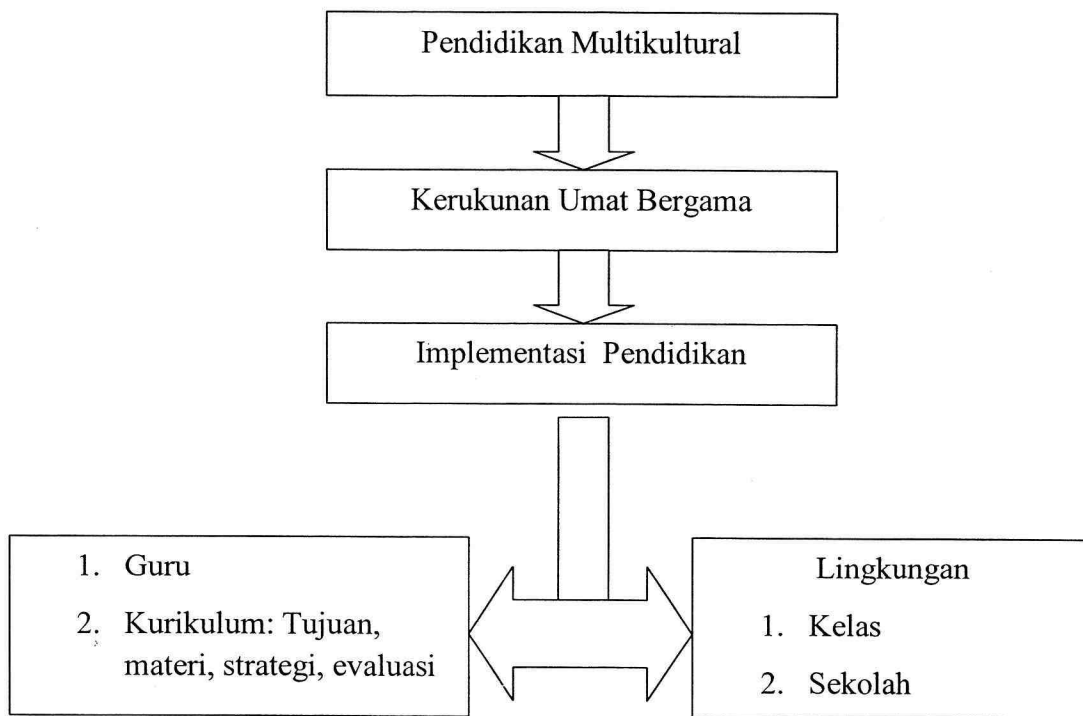 Pendidikan Multikultural
Kerukunan Umat Bergama
Implementasi Pendidikan
1. Guru
2. Kurikulum: Tujuan,
materi, strategi, evaluasi
Lingkungan
1. Kelas
2. Sekolah